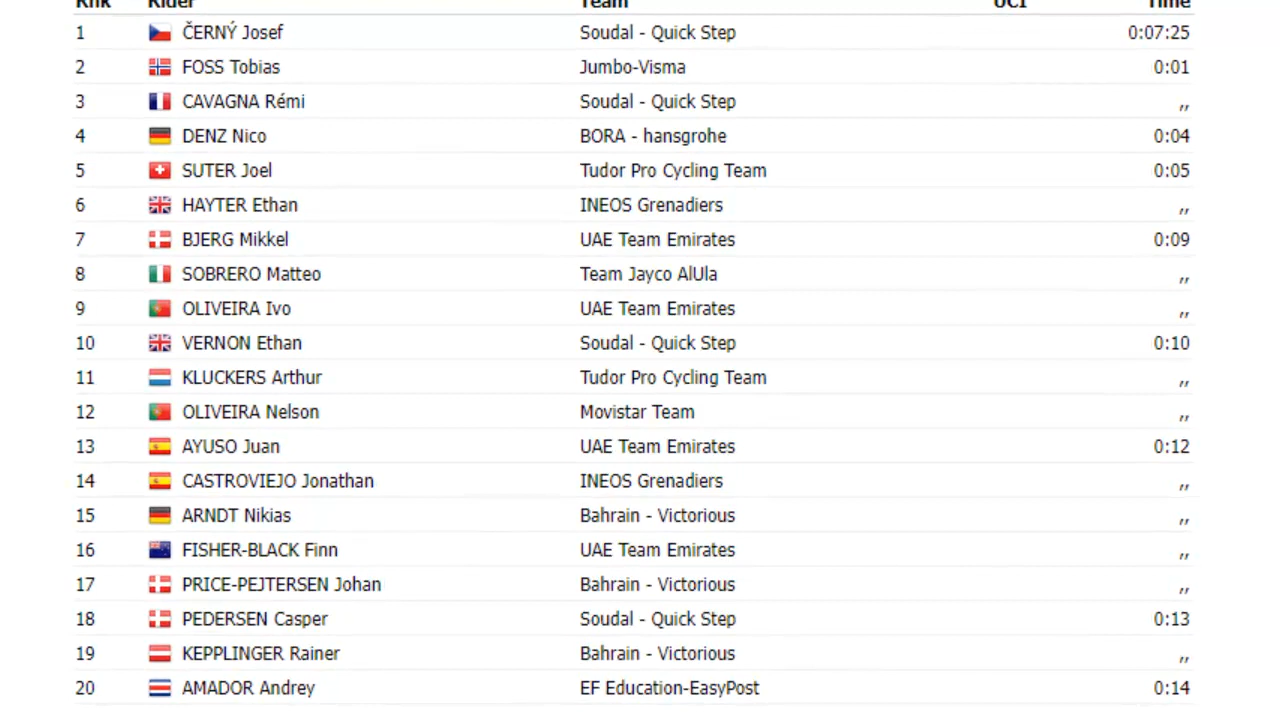 Rnk Rider Team UCI Time
1 ČERNÝ Josef Soudal - Quick Step 0:07:25
2 FOSS Tobias Jumbo-Visma 0:01
3 CAVAGNA Rémi Soudal - Quick Step ,,
4 DENZ Nico BORA - hansgrohe 0:04
5 SUTER Joel Tudor Pro Cycling Team 0:05
6 HAYTER Ethan INEOS Grenadiers ,,
7 BJERG Mikkel UAE Team Emirates 0:09
8 SOBRERO Matteo Team Jayco AlUla ,,
9 OLIVEIRA Ivo UAE Team Emirates ,,
10 VERNON Ethan Soudal - Quick Step 0:10
11 KLUCKERS Arthur Tudor Pro Cycling Team ,,
12 OLIVEIRA Nelson Movistar Team ,,
13 AYUSO Juan UAE Team Emirates 0:12
14 CASTROVIEJO Jonathan INEOS Grenadiers ,,
15 ARNDT Nikias Bahrain - Victorious ,,
16 FISHER-BLACK Finn UAE Team Emirates ,,
17 PRICE-PEJTERSEN Johan Bahrain - Victorious ,,
18 PEDERSEN Casper Soudal - Quick Step 0:13
19 KEPPLINGER Rainer Bahrain - Victorious ,,
20 AMADOR Andrey EF Education-EasyPost 0:14